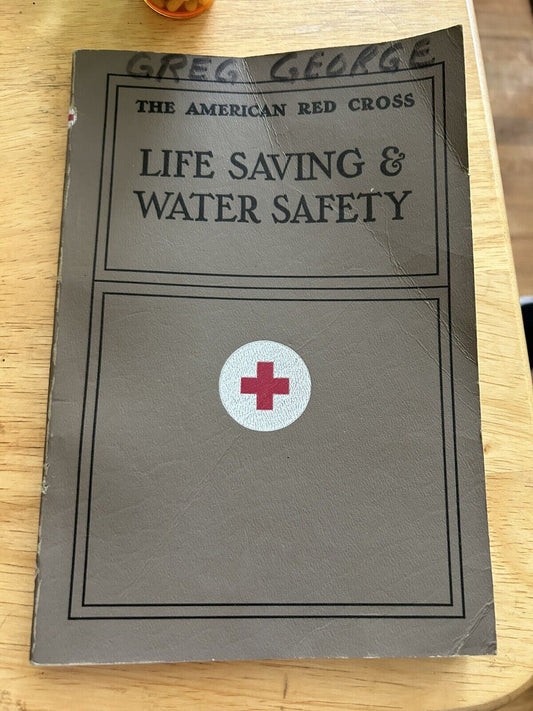 GREG GEORGE
THE AMERICAN RED CROSS
LIFE SAVING &
WATER SAFETY